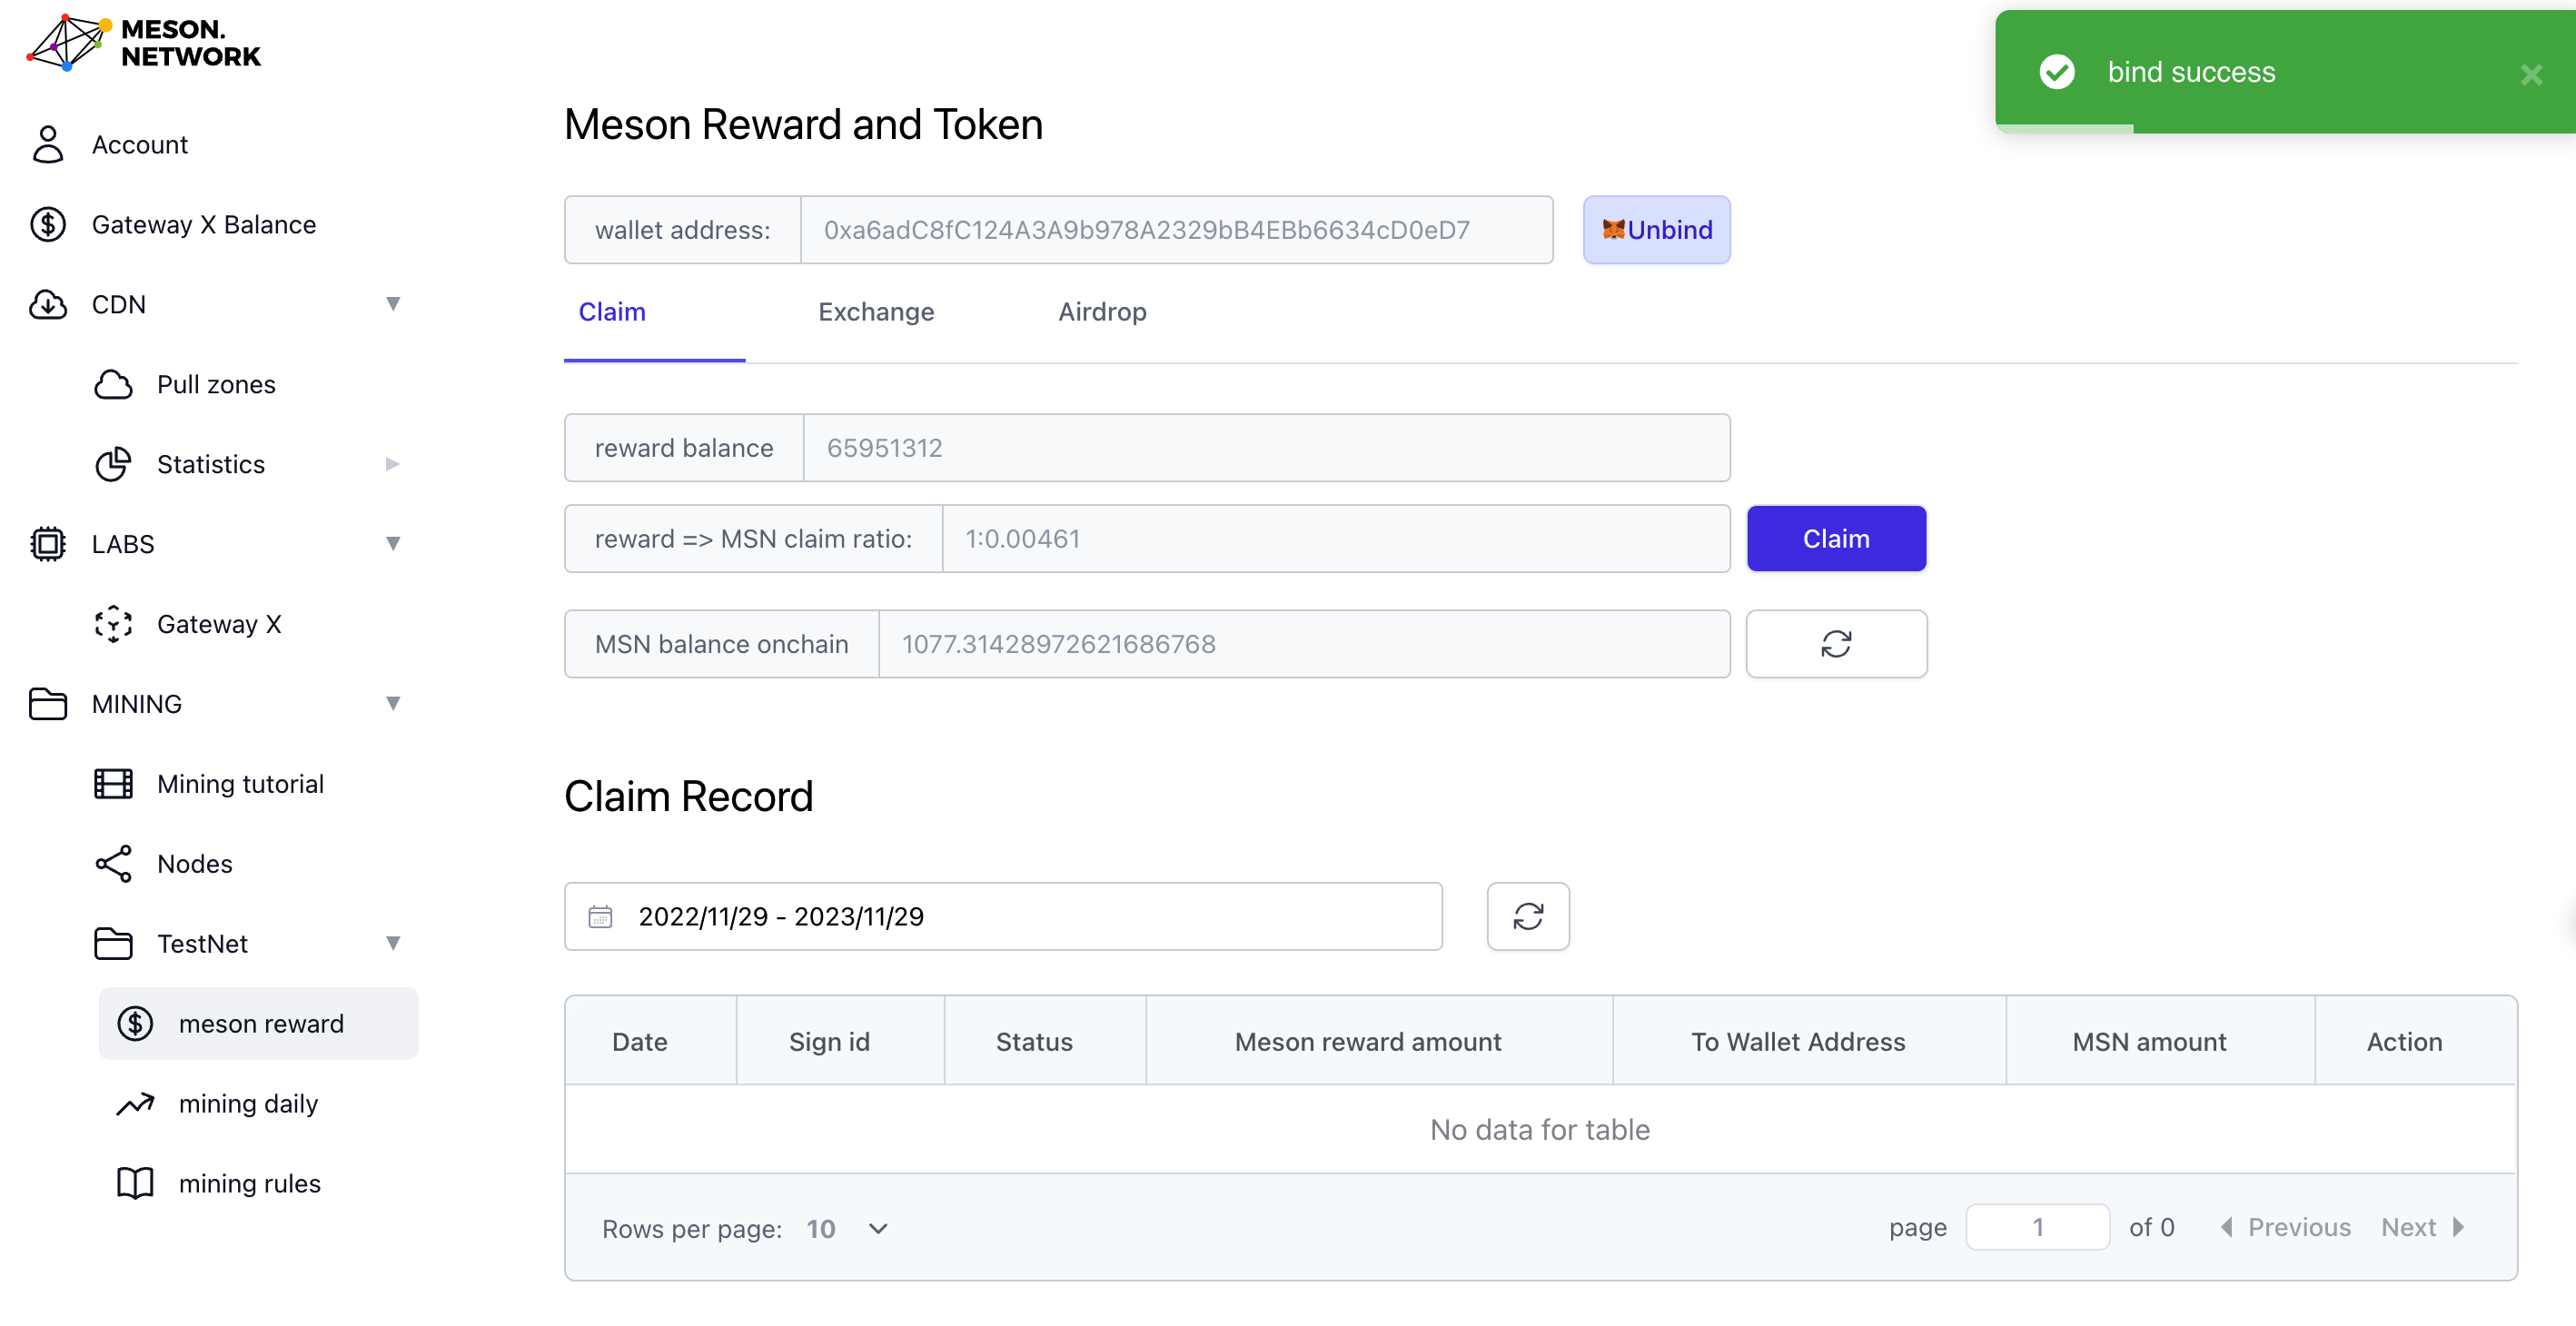 MESON.
NETWORK
bind success
Account
Gateway X Balance
CDN
Pull zones
Statistics
LABS
Gateway X
MINING
Mining tutorial
Nodes
TestNet
meson reward
mining daily
mining rules
Meson Reward and Token
wallet address: 0xa6adC8fC124A3A9b978A2329bB4EBb6634cD0eD7 Unbind
Claim Exchange Airdrop
reward balance 65951312
reward => MSN claim ratio: 1:0.00461 Claim
MSN balance onchain 1077.31428972621686768
Claim Record
2022/11/29 - 2023/11/29
Date Sign id Status Meson reward amount To Wallet Address MSN amount Action
No data for table
Rows per page: 10 page 1 of 0 Previous Next